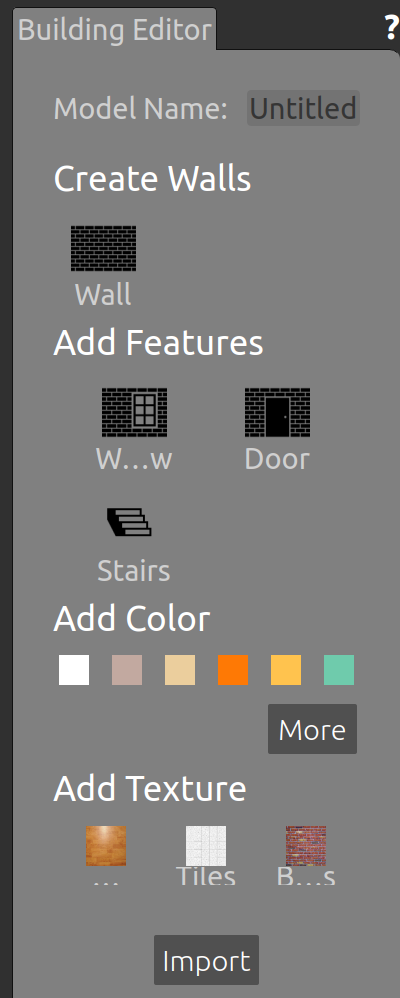 Building Editor
?
Model Name: Untitled
Create Walls
Wall
Add Features
W...w Door
Stairs
Add Color
More
Add Texture
... Tiles B...s
Import